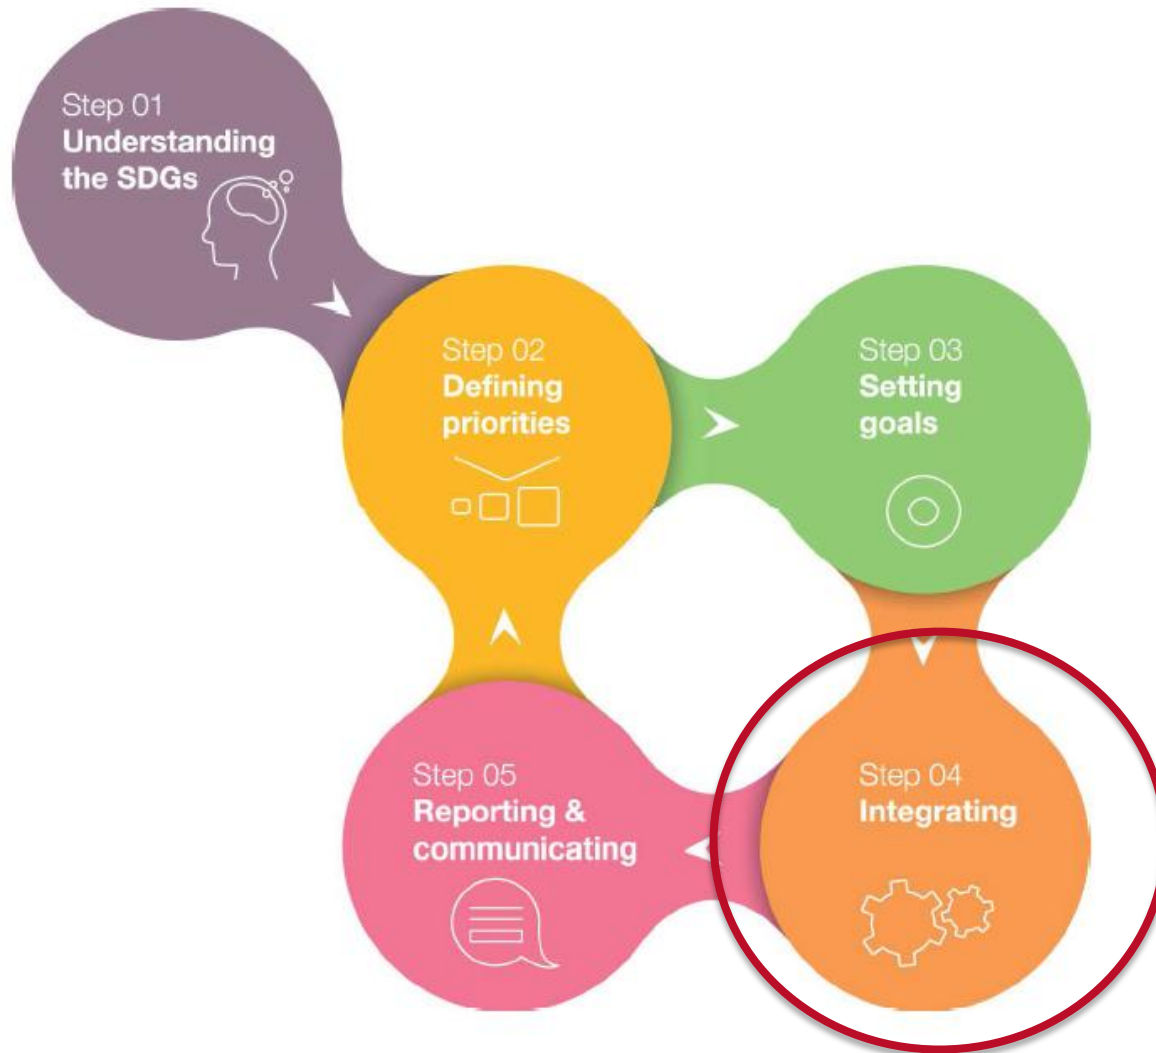 Step 01
Understanding
the SDGs
Step 02
Defining
priorities
Step 03
Setting
goals
Step 04
Integrating
Step 05
Reporting &
communicating